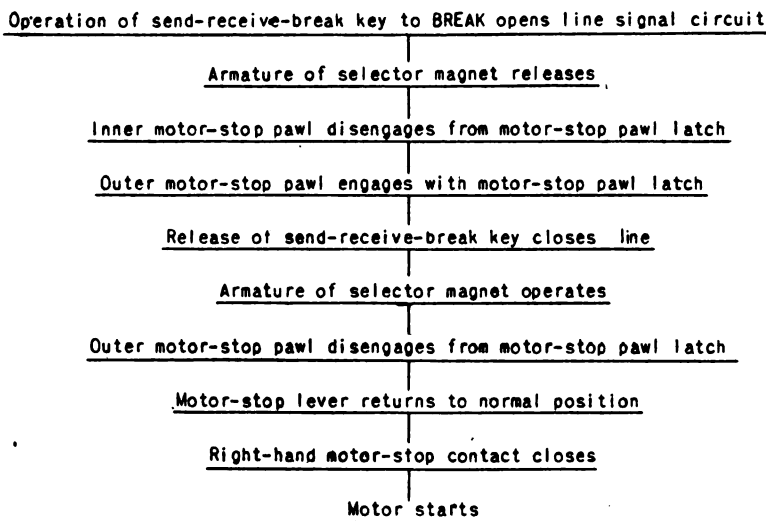 Operation of send-receive-break key to BREAK opens line signal circuit
Armature of selector magnet releases
Inner motor-stop pawl disengages from motor-stop pawl latch
Outer motor-stop pawl engages with motor-stop pawl latch
Release of send-receive-break key closes line
Armature of selector magnet operates
Outer motor-stop pawl disengages from motor-stop pawl latch
Motor-stop lever returns to normal position
Right-hand motor-stop contact closes
Motor starts